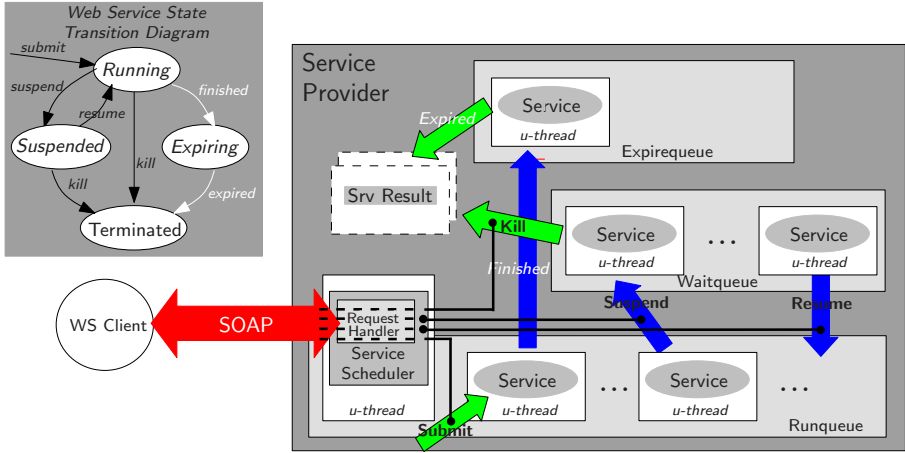 Web Service State
Transition Diagram
submit
Running
suspend
finished
resume
Suspended
Expiring
kill
kill
expired
Terminated
Service
Provider
Service
u-thread
Expirequeue
Expired
Srv Result
Kill
Service
u-thread
...
Service
u-thread
Waitqueue
Finished
Suspend
Resume
WS Client
SOAP
Request
Handler
Service
Scheduler
u-thread
Submit
Service
u-thread
...
Service
u-thread
...
Runqueue